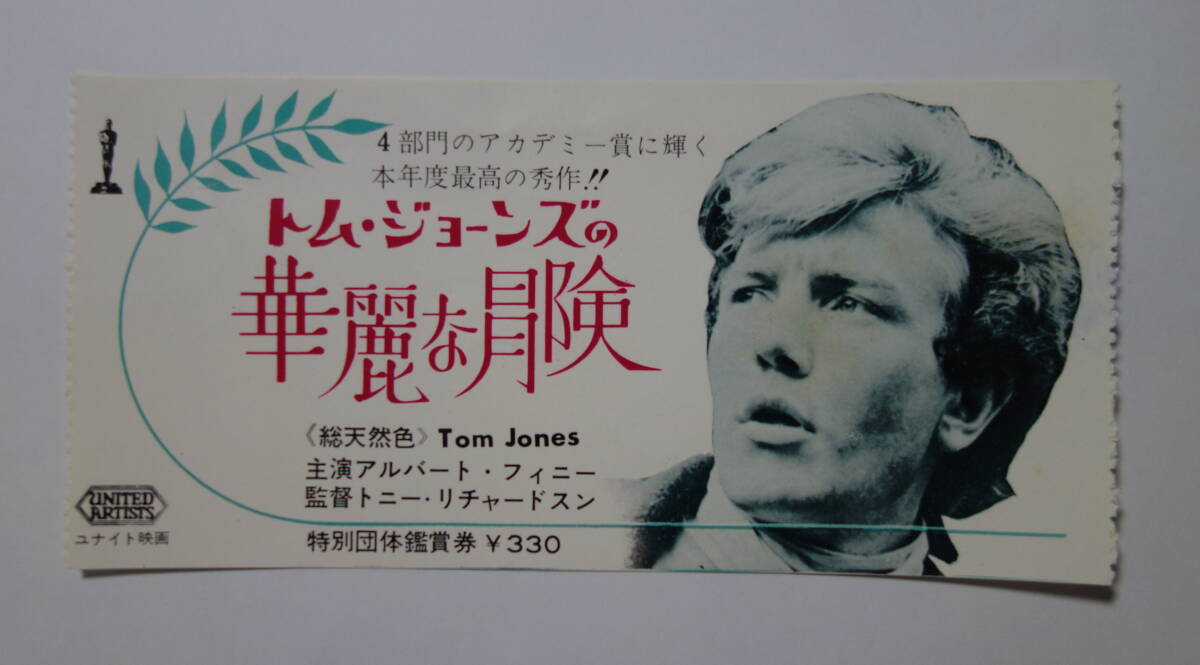 4部門のアカデミー賞に輝く
本年度最高の秀作!!
トム・ジョーンズの
華麗な冒険
《総天然色》Tom Jones
主演アルバート・フィニー
監督トニー・リチャードスン
特別団体鑑賞券 ¥330
UNITED
ARTISTS
ユナイト映画